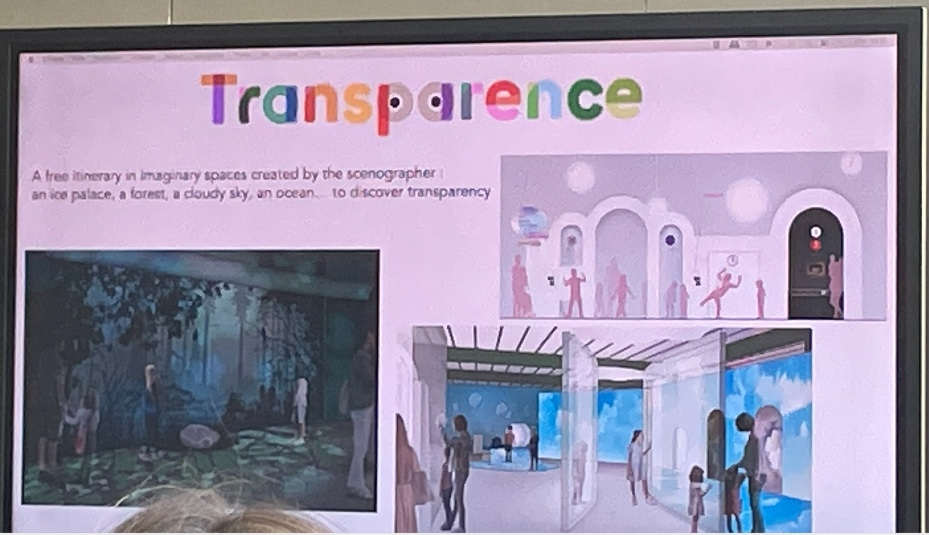 Transparence
A free itinerary in imaginary spaces created by the scenographer :
an ice palace, a forest, a cloudy sky, an ocean... to discover transparency